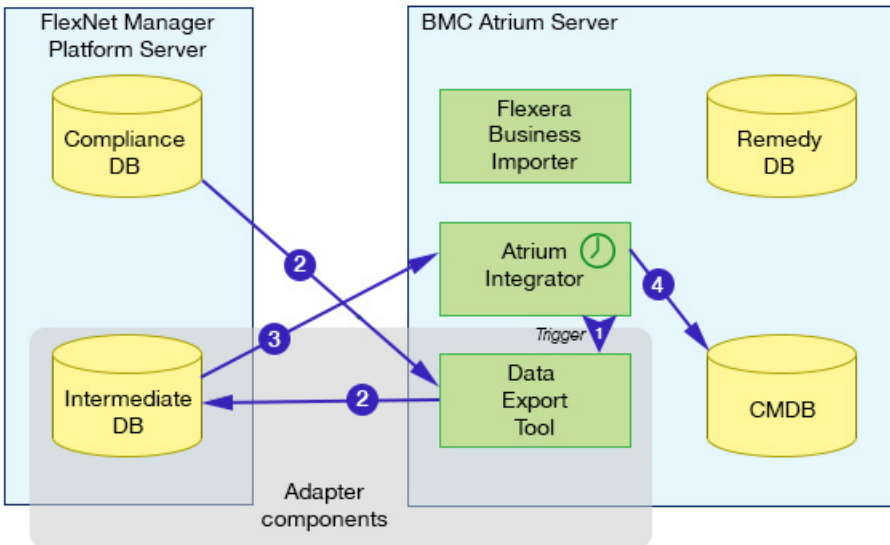 FlexNet Manager
Platform Server
BMC Atrium Server
Compliance
DB
Flexera
Business
Importer
Remedy
DB
2
Atrium
Integrator
4
3
Trigger
1
Intermediate
DB
2
Data
Export
Tool
CMDB
Adapter
components